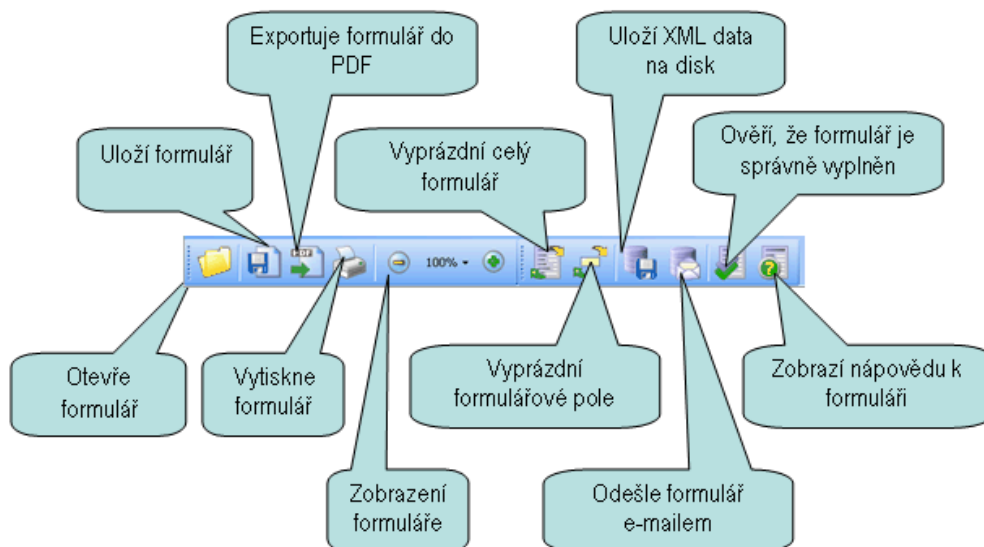 Exportuje formulář do
PDF
Uloží XML data
na disk
Uloží formulář
Vyprázdní celý
formulář
Ověří, že formulář je
správně vyplněn
PDF
100%
Otevře
formulář
Vytiskne
formulář
Vyprázdní
formulářové pole
Zobrazí nápovědu k
formuláři
Zobrazení
formuláře
Odešle formulář
e-mailem